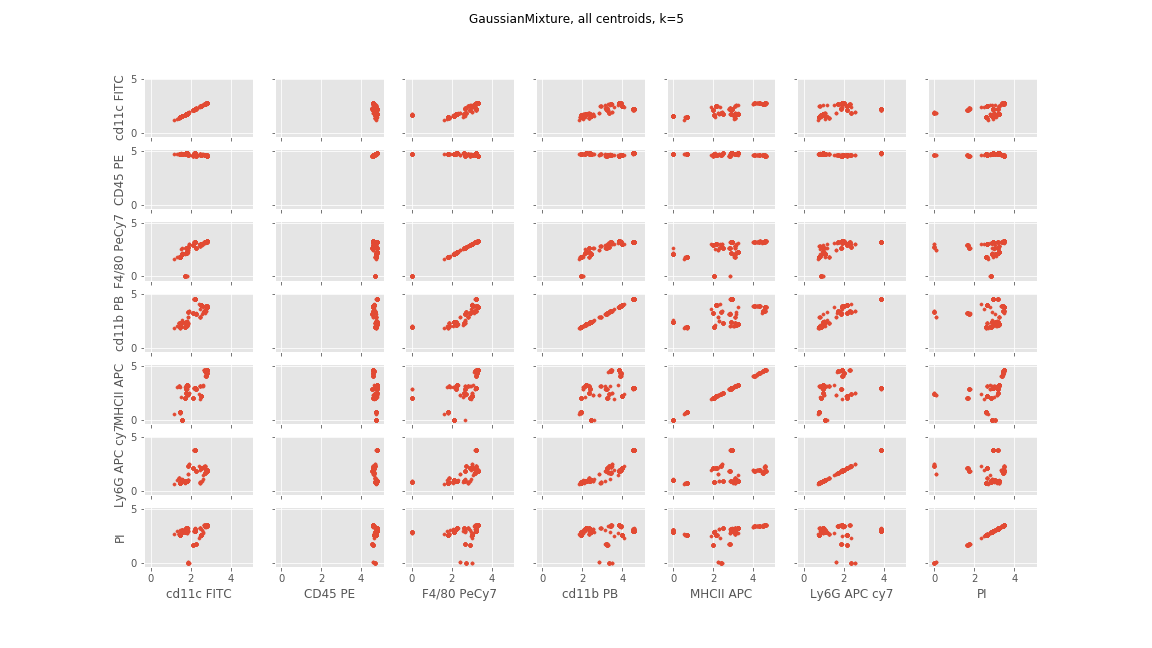 GaussianMixture, all centroids, k=5
cd11c FITC
5
0
CD45 PE
5
0
F4/80 PeCy7
5
0
cd11b PB
5
0
MHCII APC
5
0
Ly6G APC cy7
5
0
PI
5
0
0 2 4 0 2 4 0 2 4 0 2 4 0 2 4 0 2 4 0 2 4
cd11c FITC CD45 PE F4/80 PeCy7 cd11b PB MHCII APC Ly6G APC cy7 PI